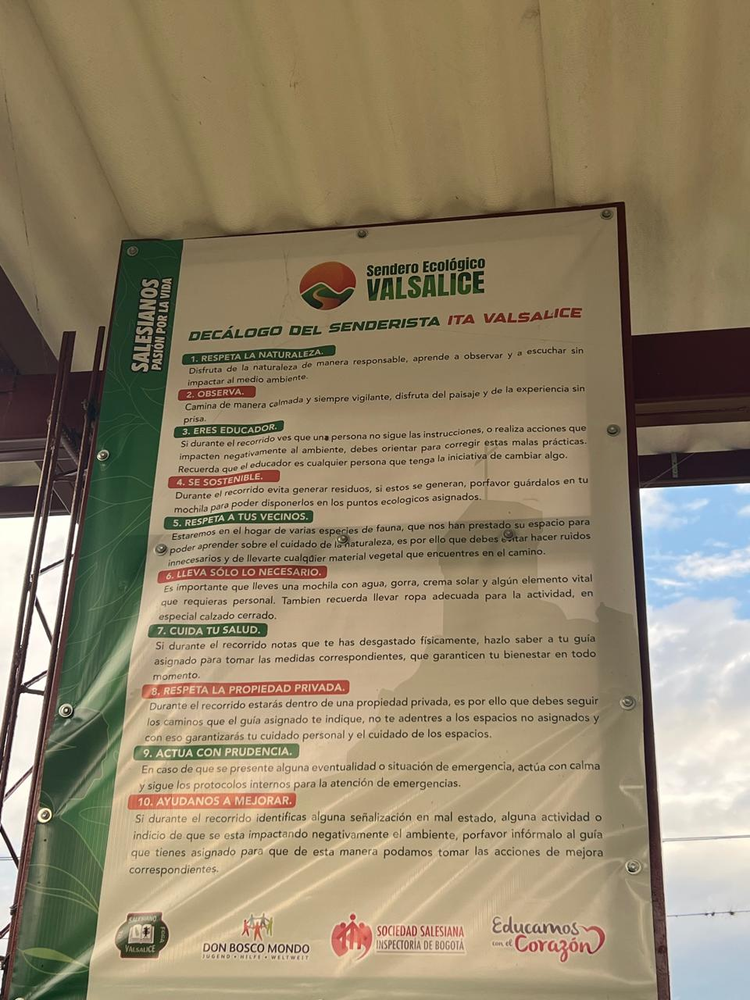 SALESIANOS
PASIÓN POR LA VIDA
Sendero Ecológico
VALSALICE
DECÁLOGO DEL SENDERISTA ITA VALSALICE
1. RESPETA LA NATURALEZA.
Disfruta de la naturaleza de manera responsable, aprende a observar y a escuchar sin
impactar al medio ambiente.
2. OBSERVA.
Camina de manera calmada y siempre vigilante, disfruta del paisaje y de la experiencia sin
prisa.
3. ERES EDUCADOR.
Si durante el recorrido ves que una persona no sigue las instrucciones, o realiza acciones que
impacten negativamente al ambiente, debes orientar para corregir estas malas prácticas.
Recuerda que el educador es cualquier persona que tenga la iniciativa de cambiar algo.
4. SE SOSTENIBLE.
Durante el recorrido evita generar residuos, si estos se generan, porfavor guárdalos en tu
mochila para poder disponerlos en los puntos ecologicos asignados.
5. RESPETA A TUS VECINOS.
Estaremos en el hogar de varias especies de fauna, que nos han prestado su espacio para
poder aprender sobre el cuidado de la naturaleza, es por ello que debes evitar hacer ruidos
innecesarios y de llevarte cualquier material vegetal que encuentres en el camino.
6. LLEVA SÓLO LO NECESARIO.
Es importante que lleves una mochila con agua, gorra, crema solar y algún elemento vital
que requieras personal. Tambien recuerda llevar ropa adecuada para la actividad, en
especial calzado cerrado.
7. CUIDA TU SALUD.
Si durante el recorrido notas que te has desgastado físicamente, hazlo saber a tu guía
asignado para tomar las medidas correspondientes, que garanticen tu bienestar en todo
momento.
8. RESPETA LA PROPIEDAD PRIVADA.
Durante el recorrido estarás dentro de una propiedad privada, es por ello que debes seguir
los caminos que el guía asignado te indique, no te adentres a los espacios no asignados y
con eso garantizarás tu cuidado personal y el cuidado de los espacios.
9. ACTUA CON PRUDENCIA.
En caso de que se presente alguna eventualidad o situación de emergencia, actúa con calma
y sigue los protocolos internos para la atención de emergencias.
10. AYUDANOS A MEJORAR.
Si durante el recorrido identificas alguna señalización en mal estado, alguna actividad o
indicio de que se esta impactando negativamente el ambiente, porfavor infórmalo al guía
que tienes asignado para que de esta manera podamos tomar las acciones de mejora
correspondientes.
SALESIANO
VALSALICE
DON BOSCO MONDO
JUGEND • HILFE • WELTWEIT
SOCIEDAD SALESIANA
INSPECTORÍA DE BOGOTÁ
Educamos
con el Corazón